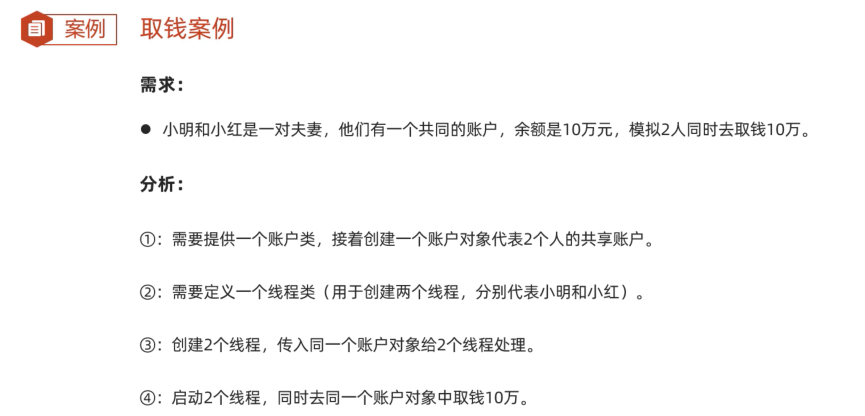 案例 取钱案例
需求：
● 小明和小红是一对夫妻，他们有一个共同的账户，余额是10万元，模拟2人同时去取钱10万。
分析：
①：需要提供一个账户类，接着创建一个账户对象代表2个人的共享账户。
②：需要定义一个线程类（用于创建两个线程，分别代表小明和小红）。
③：创建2个线程，传入同一个账户对象给2个线程处理。
④：启动2个线程，同时去同一个账户对象中取钱10万。